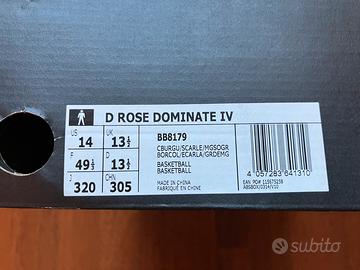 D ROSE DOMINATE IV
US
14
UK
13½
F
49⅓
D
13½
J
320
CHN
305
BB8179
CBURGU/SCARLE/MGSOGR
BORCOL/ECARLA/GRDEMG
BASKETBALL
BASKETBALL
MADE IN CHINA
FABRIQUÉ EN CHINE
4 057283 641310
subito